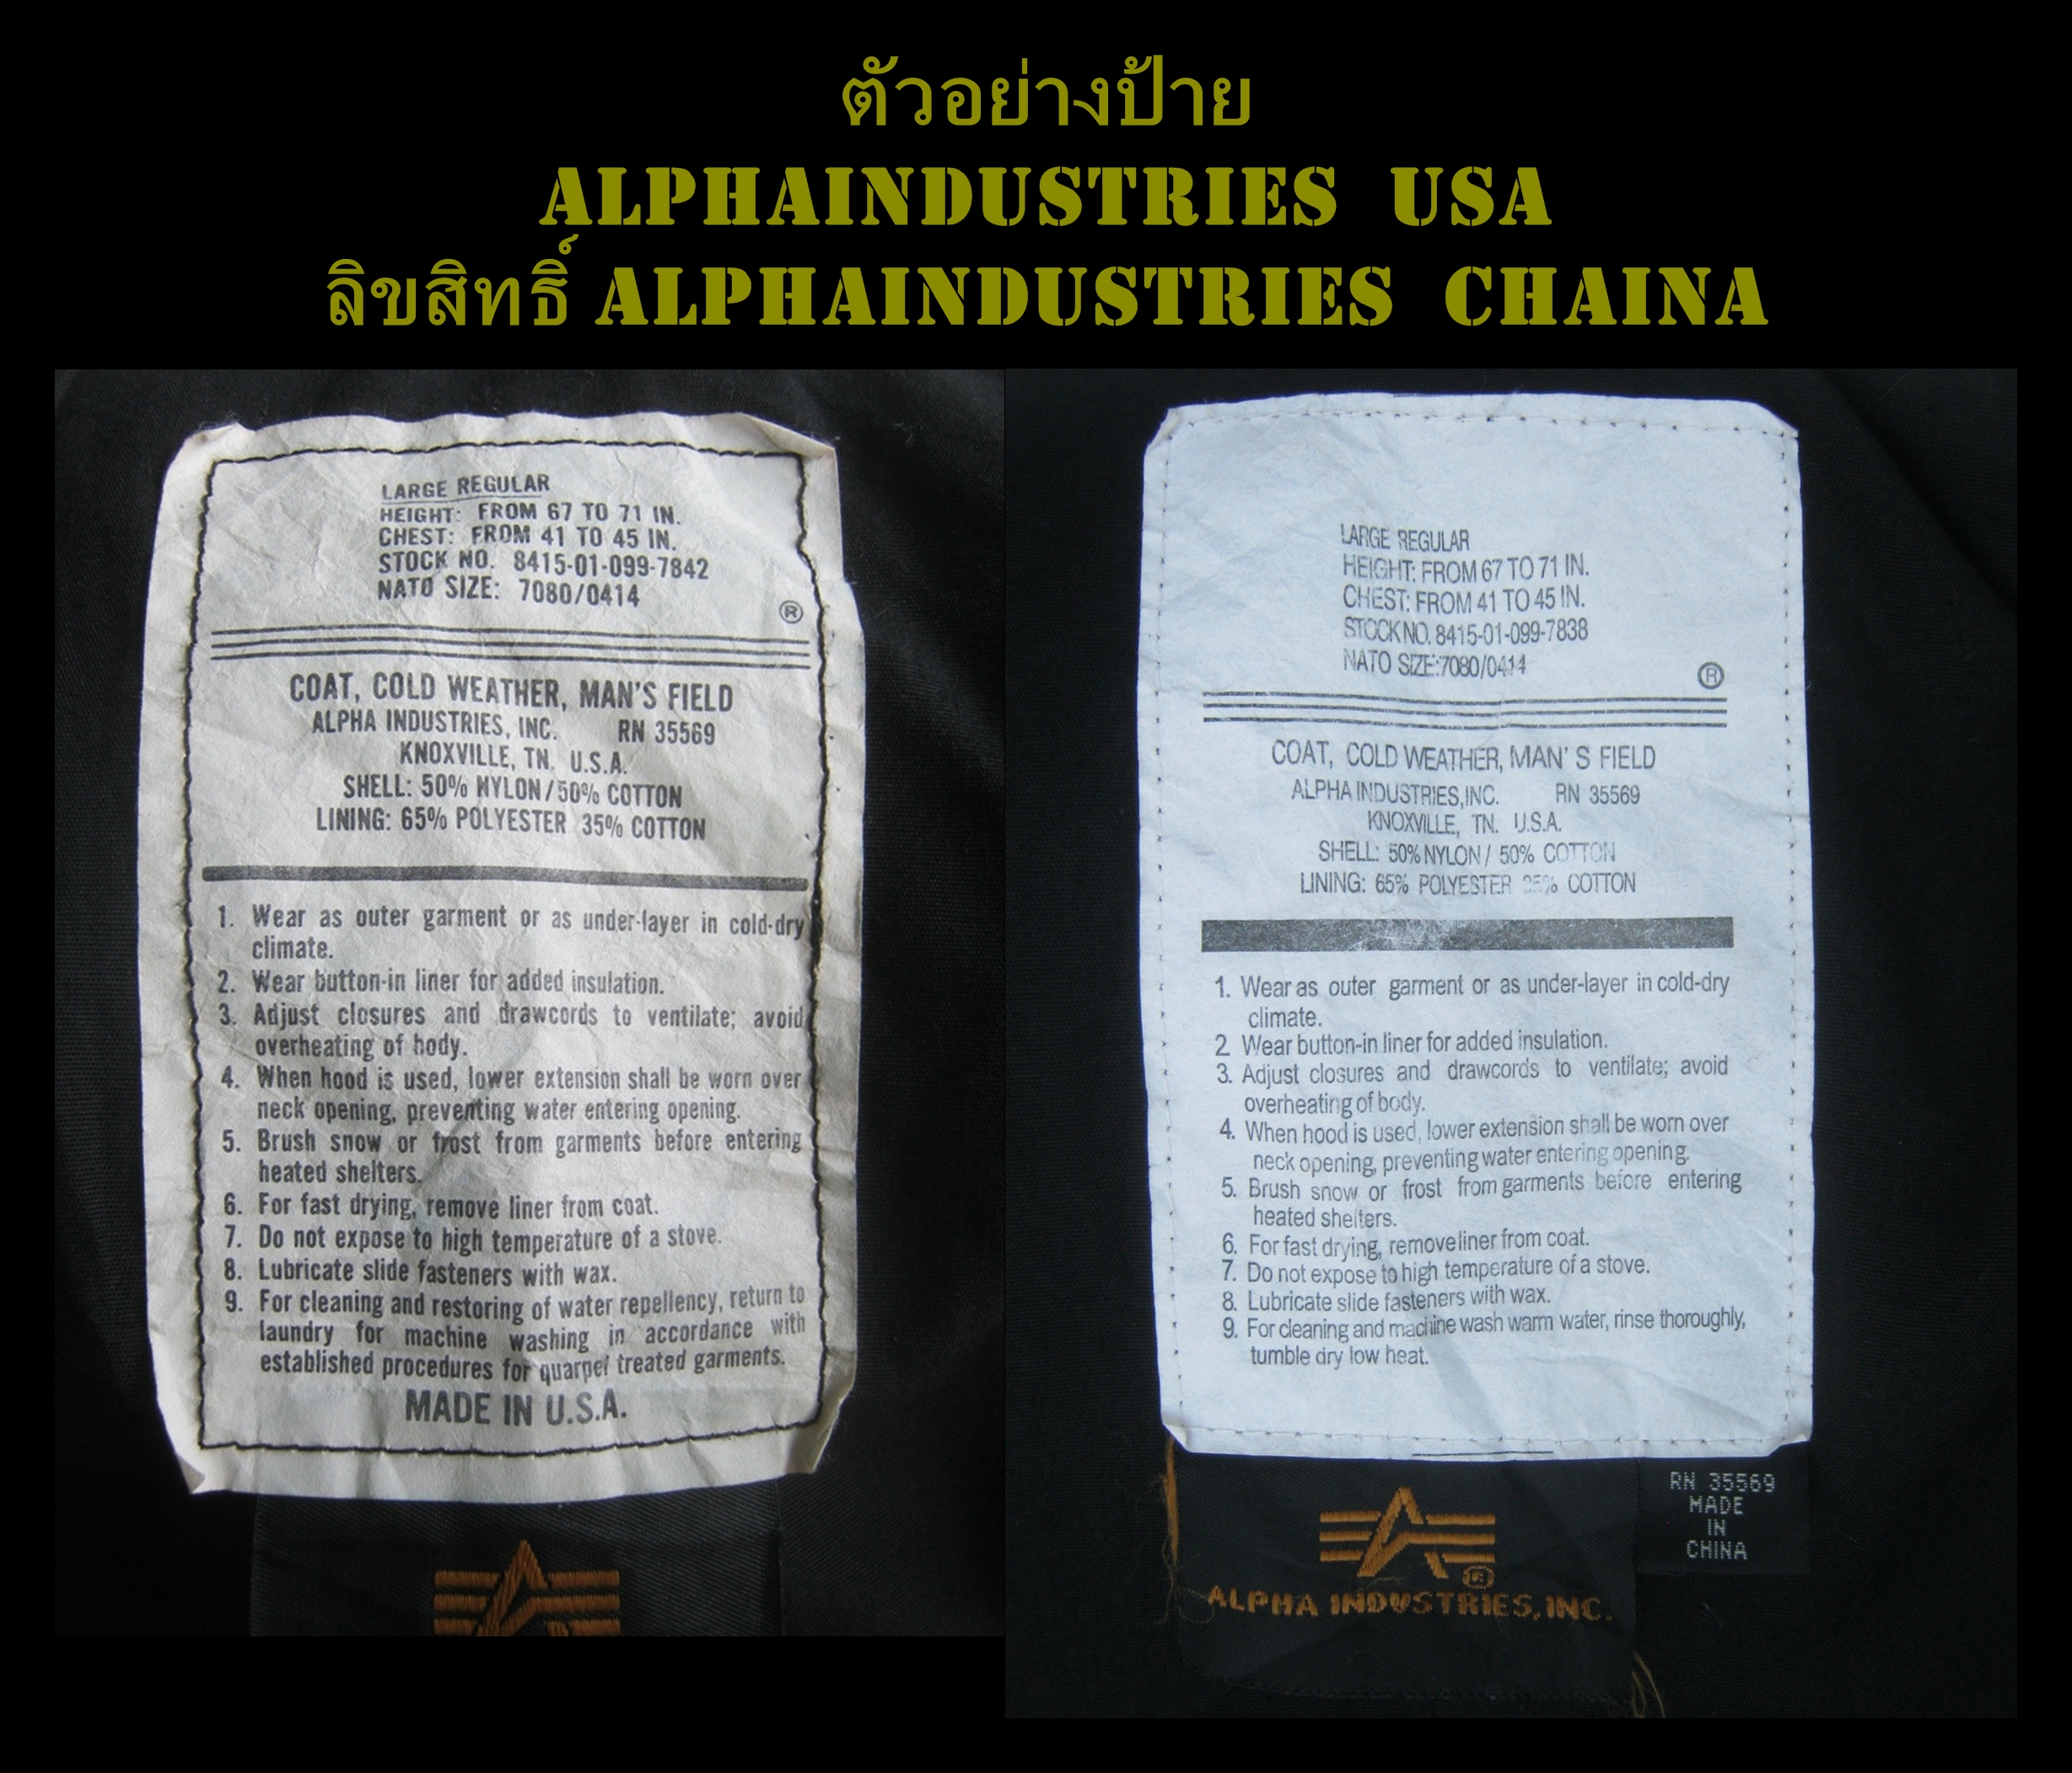 ตัวอย่างป้าย
ALPHAINDUSTRIES USA
ลิขสิทธิ์ ALPHAINDUSTRIES CHAINA
LARGE REGULAR
HEIGHT: FROM 67 TO 71 IN.
CHEST: FROM 41 TO 45 IN.
STOCK NO. 8415-01-099-7842
NATO SIZE: 7080/0414
®
COAT, COLD WEATHER, MAN'S FIELD
ALPHA INDUSTRIES, INC. RN 35569
KNOXVILLE, TN. U.S.A.
SHELL: 50% NYLON/50% COTTON
LINING: 65% POLYESTER 35% COTTON
1. Wear as outer garment or as under-layer in cold-dry
climate.
2. Wear button-in liner for added insulation.
3. Adjust closures and drawcords to ventilate; avoid
overheating of body.
4. When hood is used, lower extension shall be worn over
neck opening, preventing water entering opening.
5. Brush snow or frost from garments before entering
heated shelters.
6. For fast drying, remove liner from coat.
7. Do not expose to high temperature of a stove.
8. Lubricate slide fasteners with wax.
9. For cleaning and restoring of water repellency, return to
laundry for machine washing in accordance with
established procedures for quarpel treated garments.
MADE IN U.S.A.
LARGE REGULAR
HEIGHT: FROM 67 TO 71 IN.
CHEST: FROM 41 TO 45 IN.
STOCK NO. 8415-01-099-7838
NATO SIZE:7080/0414
®
COAT, COLD WEATHER, MAN' S FIELD
ALPHA INDUSTRIES,INC. RN 35569
KNOXVILLE, TN. U.S.A.
SHELL: 50% NYLON / 50% COTTON
LINING: 65% POLYESTER 35% COTTON
1. Wear as outer garment or as under-layer in cold-dry
climate.
2. Wear button-in liner for added insulation.
3. Adjust closures and drawcords to ventilate; avoid
overheating of body.
4. When hood is used, lower extension shall be worn over
neck opening, preventing water entering opening.
5. Brush snow or frost from garments before entering
heated shelters.
6. For fast drying, remove liner from coat.
7. Do not expose to high temperature of a stove.
8. Lubricate slide fasteners with wax.
9. For cleaning and machine wash warm water, rinse thoroughly,
tumble dry low heat.
®
ALPHA INDUSTRIES, INC.
RN 35569
MADE
IN
CHINA